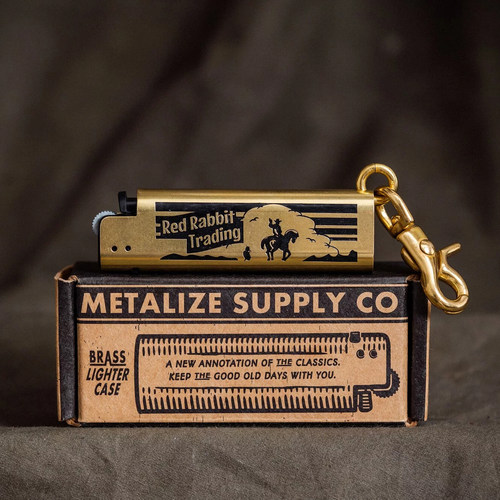 Red Rabbit
Trading
METALIZE SUPPLY CO
BRASS
LIGHTER
CASE
A NEW ANNOTATION OF THE CLASSICS.
KEEP THE GOOD OLD DAYS WITH YOU.